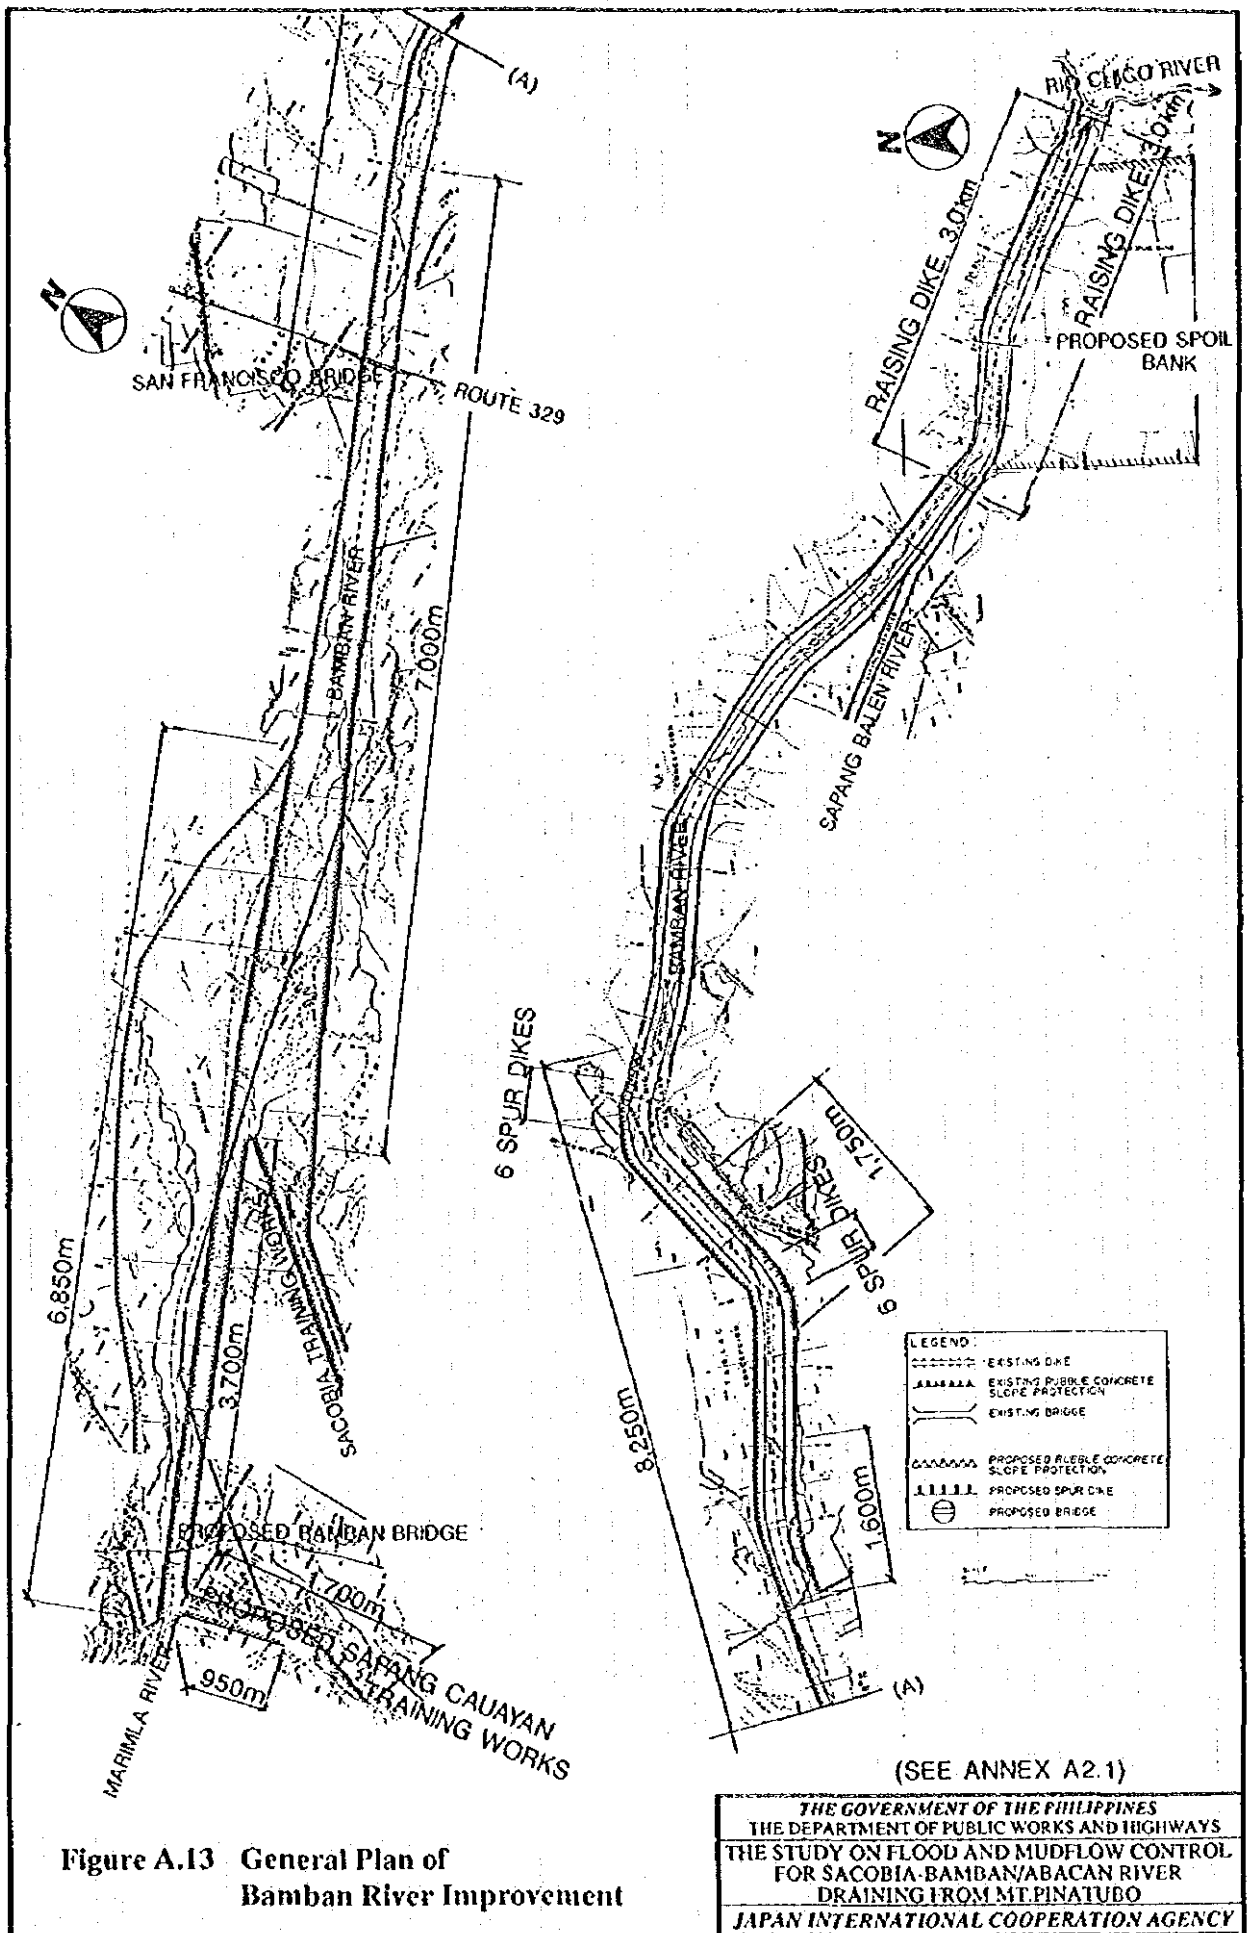 (A)
N
SAN FRANCISCO BRIDGE
ROUTE 329
BAMBAN RIVER
7,000m
6,850m
3,700m
SACOBIA TRAINING WORKS
PROPOSED BAMBAN BRIDGE
1,700m
PROPOSED SAPANG CAUAYAN
TRAINING WORKS
950m
MARIMLA RIVER
RIO CHICO RIVER
N
RAISING DIKE, 3.0km
RAISING DIKE, 3.0km
PROPOSED SPOIL
BANK
SAPANG BALEN RIVER
BAMBAN RIVER
6 SPUR DIKES
1,750m
6 SPUR DIKES
8,250m
1,600m
(A)
LEGEND:
EXISTING DIKE
EXISTING RUBBLE CONCRETE
SLOPE PROTECTION
EXISTING BRIDGE
PROPOSED RUBBLE CONCRETE
SLOPE PROTECTION
PROPOSED SPUR DIKE
PROPOSED BRIDGE
(SEE ANNEX A2.1)
Figure A.13 General Plan of
Bamban River Improvement
THE GOVERNMENT OF THE PHILIPPINES
THE DEPARTMENT OF PUBLIC WORKS AND HIGHWAYS
THE STUDY ON FLOOD AND MUDFLOW CONTROL
FOR SACOBIA-BAMBAN/ABACAN RIVER
DRAINING FROM MT.PINATUBO
JAPAN INTERNATIONAL COOPERATION AGENCY